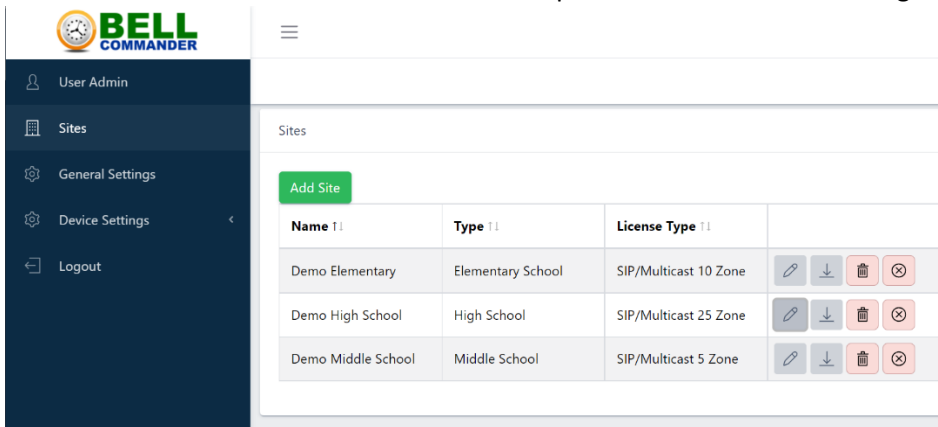 BELL
COMMANDER
User Admin
Sites
General Settings
Device Settings
Logout
Sites
Add Site
Name Type License Type
Demo Elementary Elementary School SIP/Multicast 10 Zone
Demo High School High School SIP/Multicast 25 Zone
Demo Middle School Middle School SIP/Multicast 5 Zone